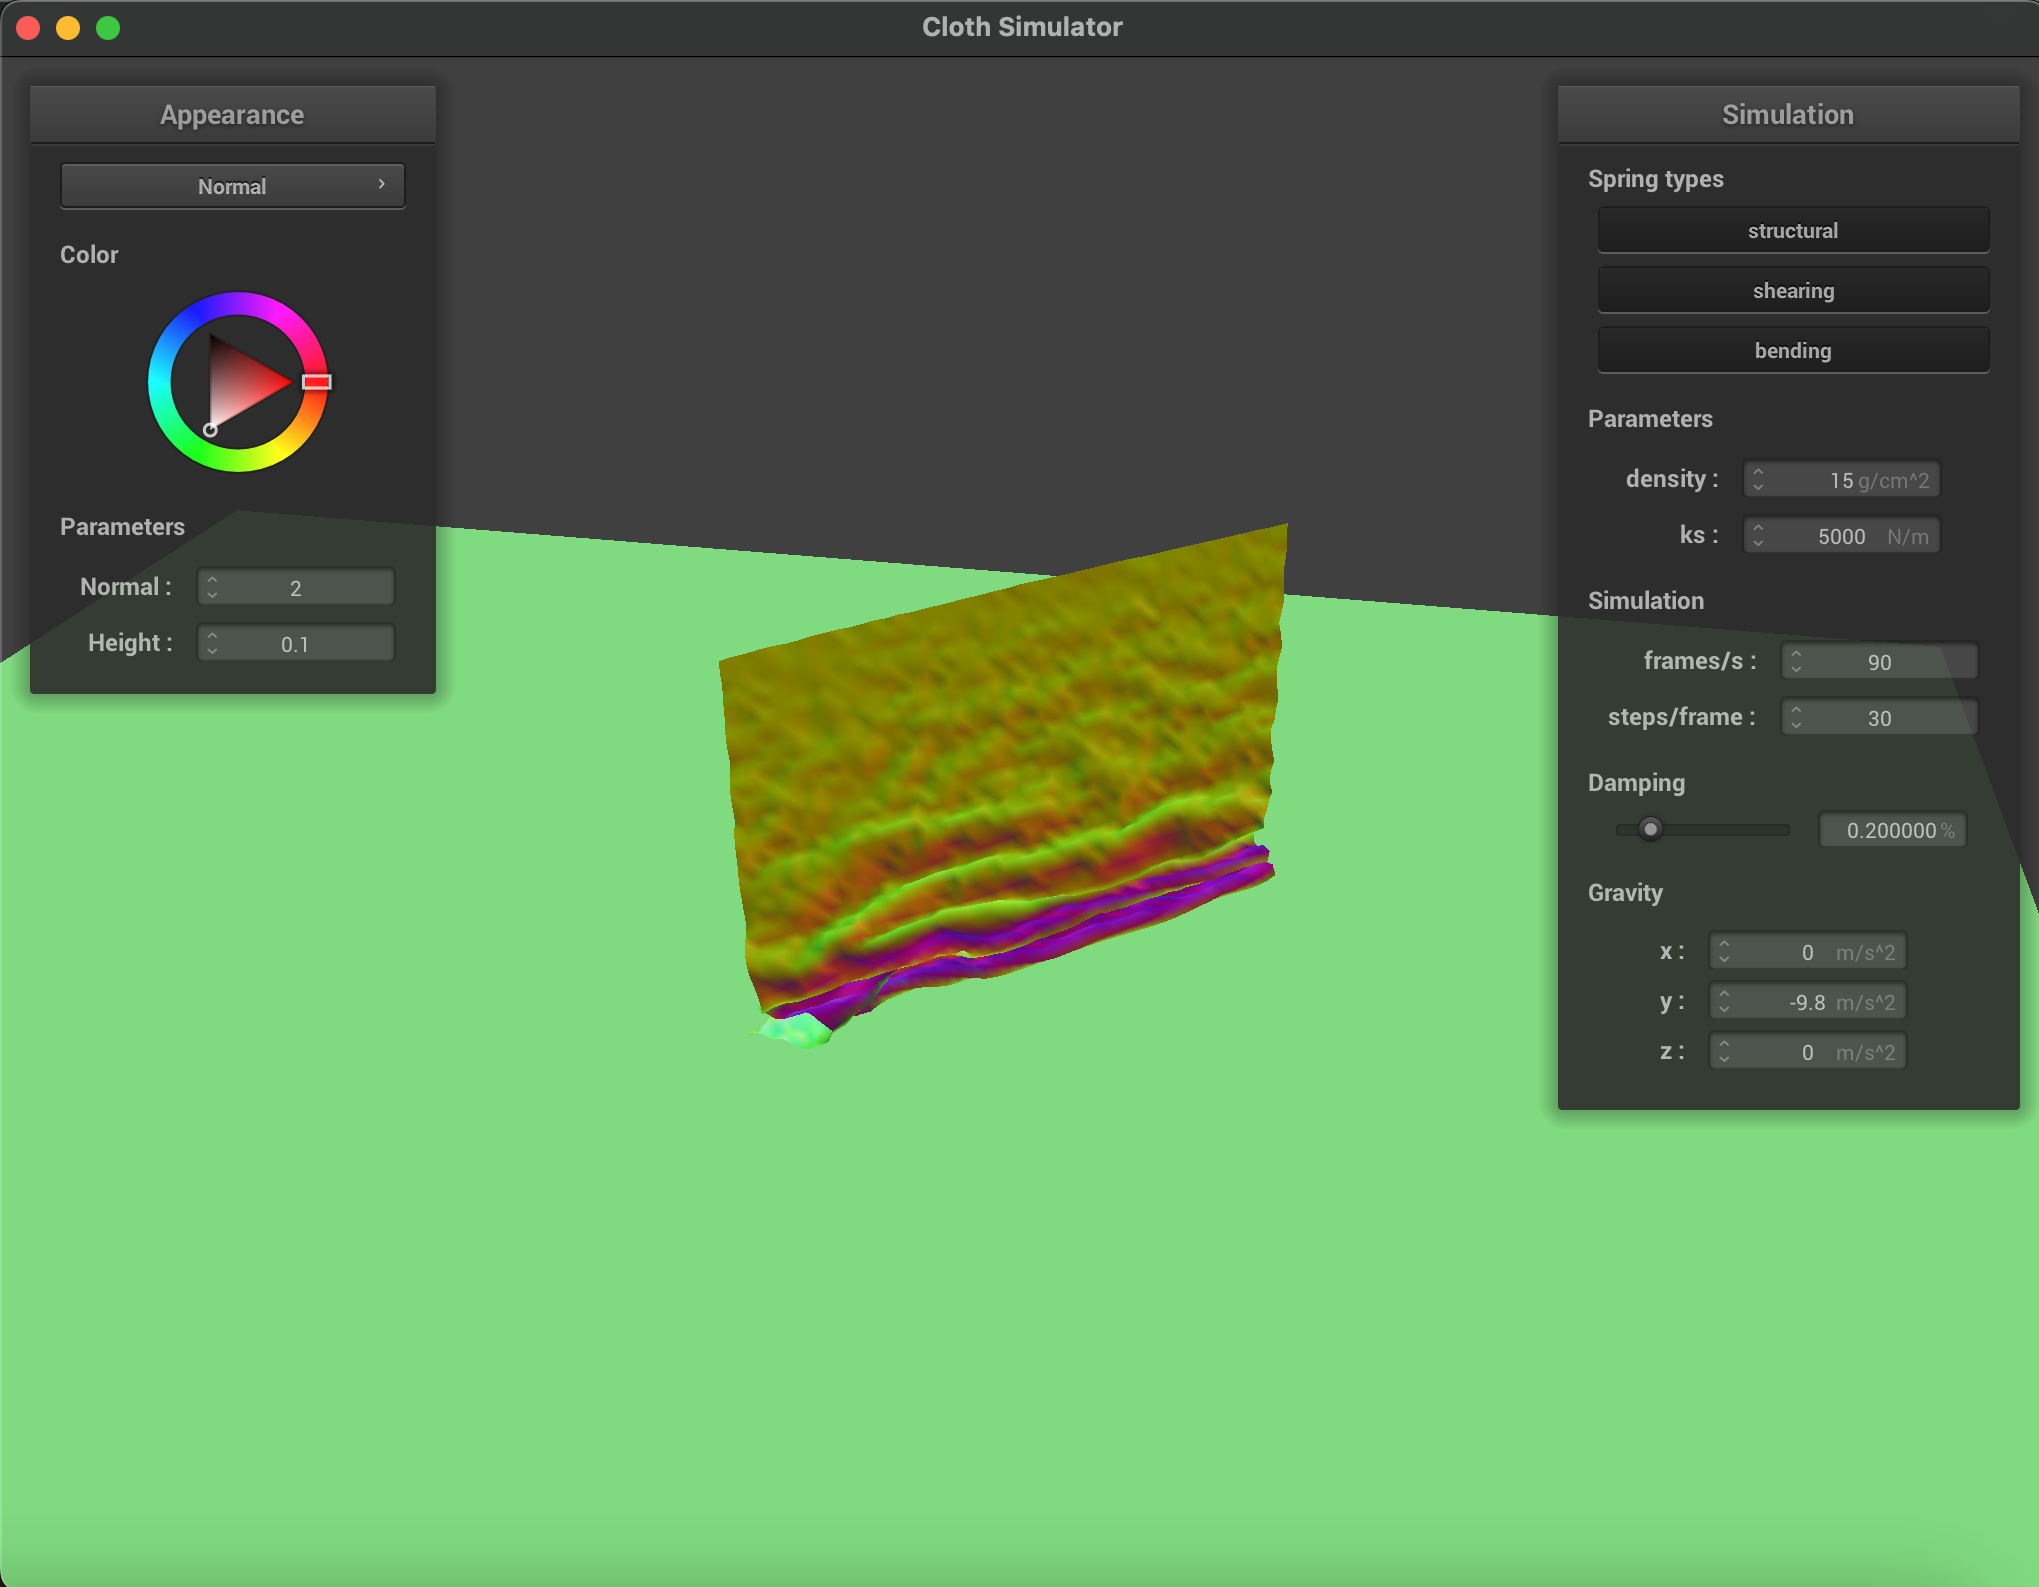 Cloth Simulator
Appearance
Normal
Color
Parameters
Normal : 2
Height : 0.1
Simulation
Spring types
structural
shearing
bending
Parameters
density : 15 g/cm^2
ks : 5000 N/m
Simulation
frames/s : 90
steps/frame : 30
Damping
0.200000 %
Gravity
x : 0 m/s^2
y : -9.8 m/s^2
z : 0 m/s^2